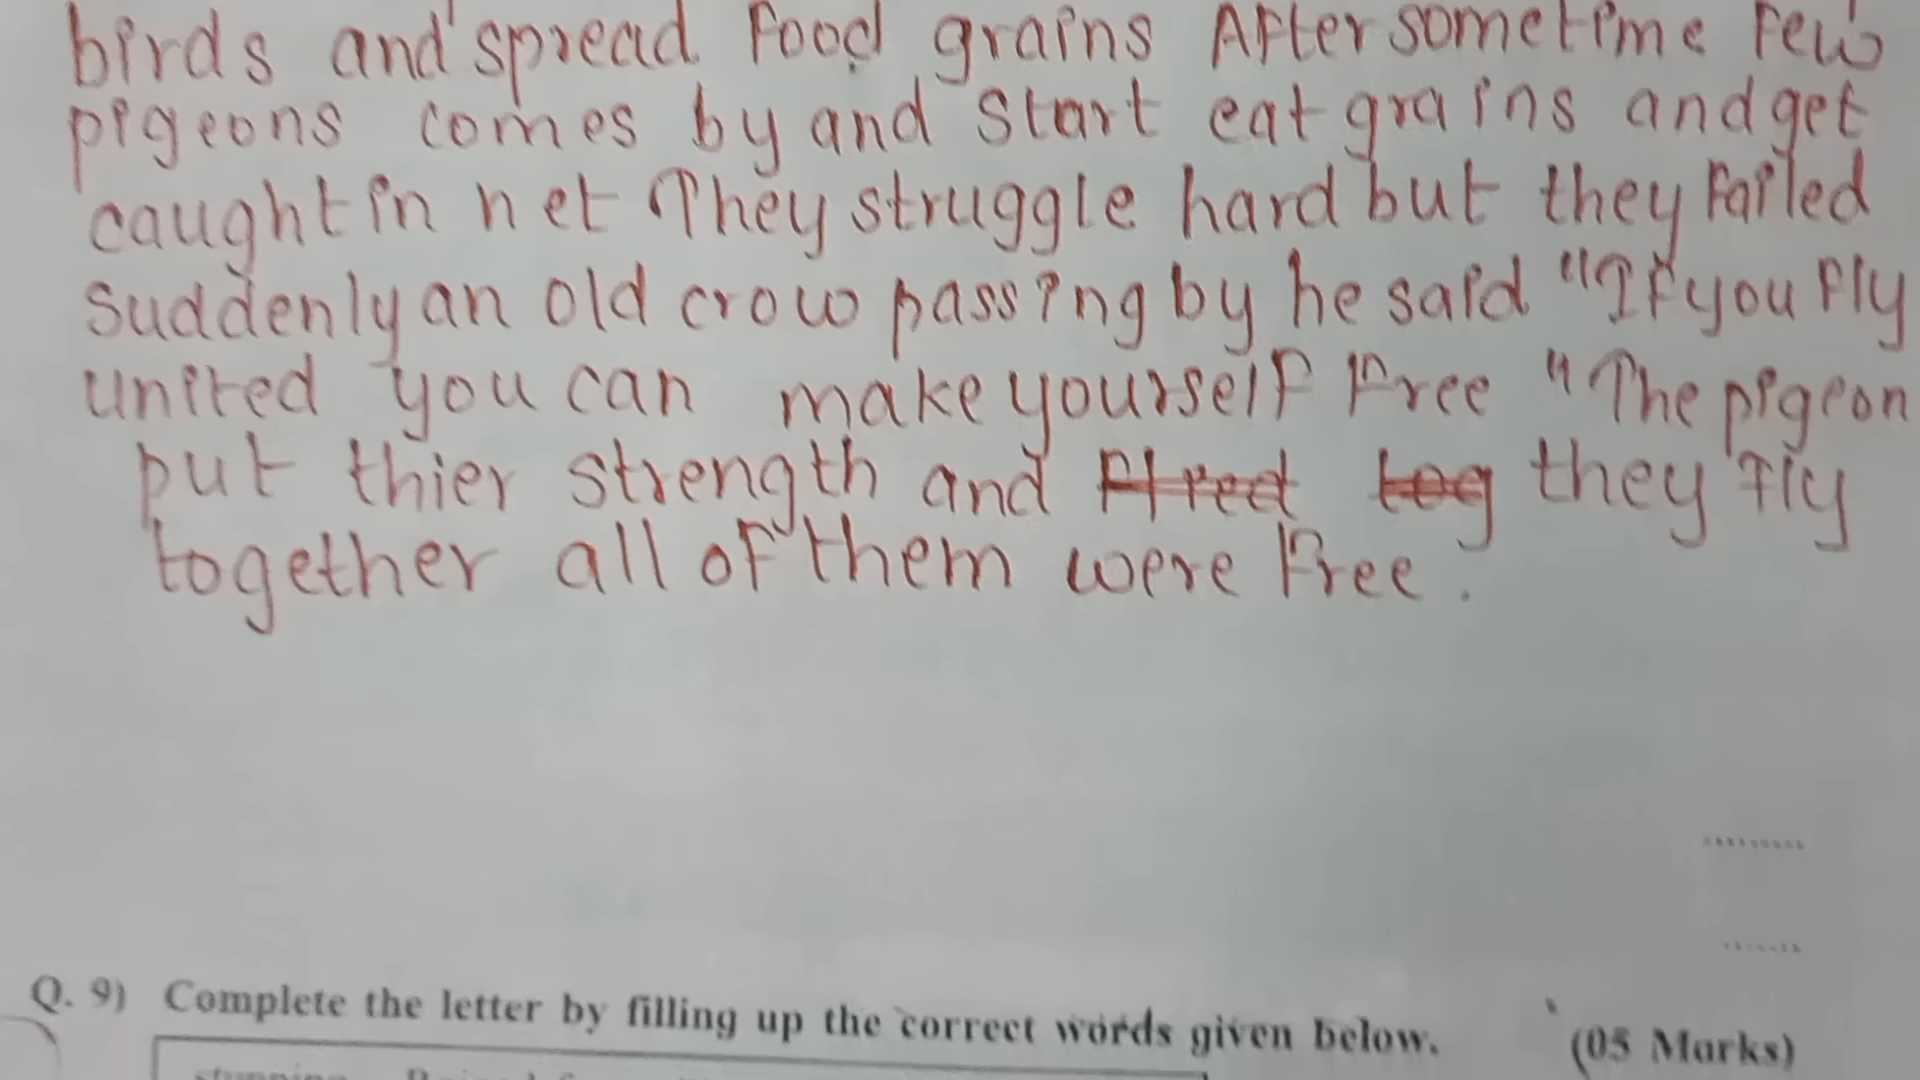 birds and spread Food grains After sometime few
pigeons comes by and start eat grains and get
caught in net They struggle hard but they failed
suddenly an old crow passing by he said "If you fly
united you can make yourself free " The pigeon
put thier strength and they fly
together all of them were free .
Q. 9) Complete the letter by filling up the correct words given below. (05 Marks)